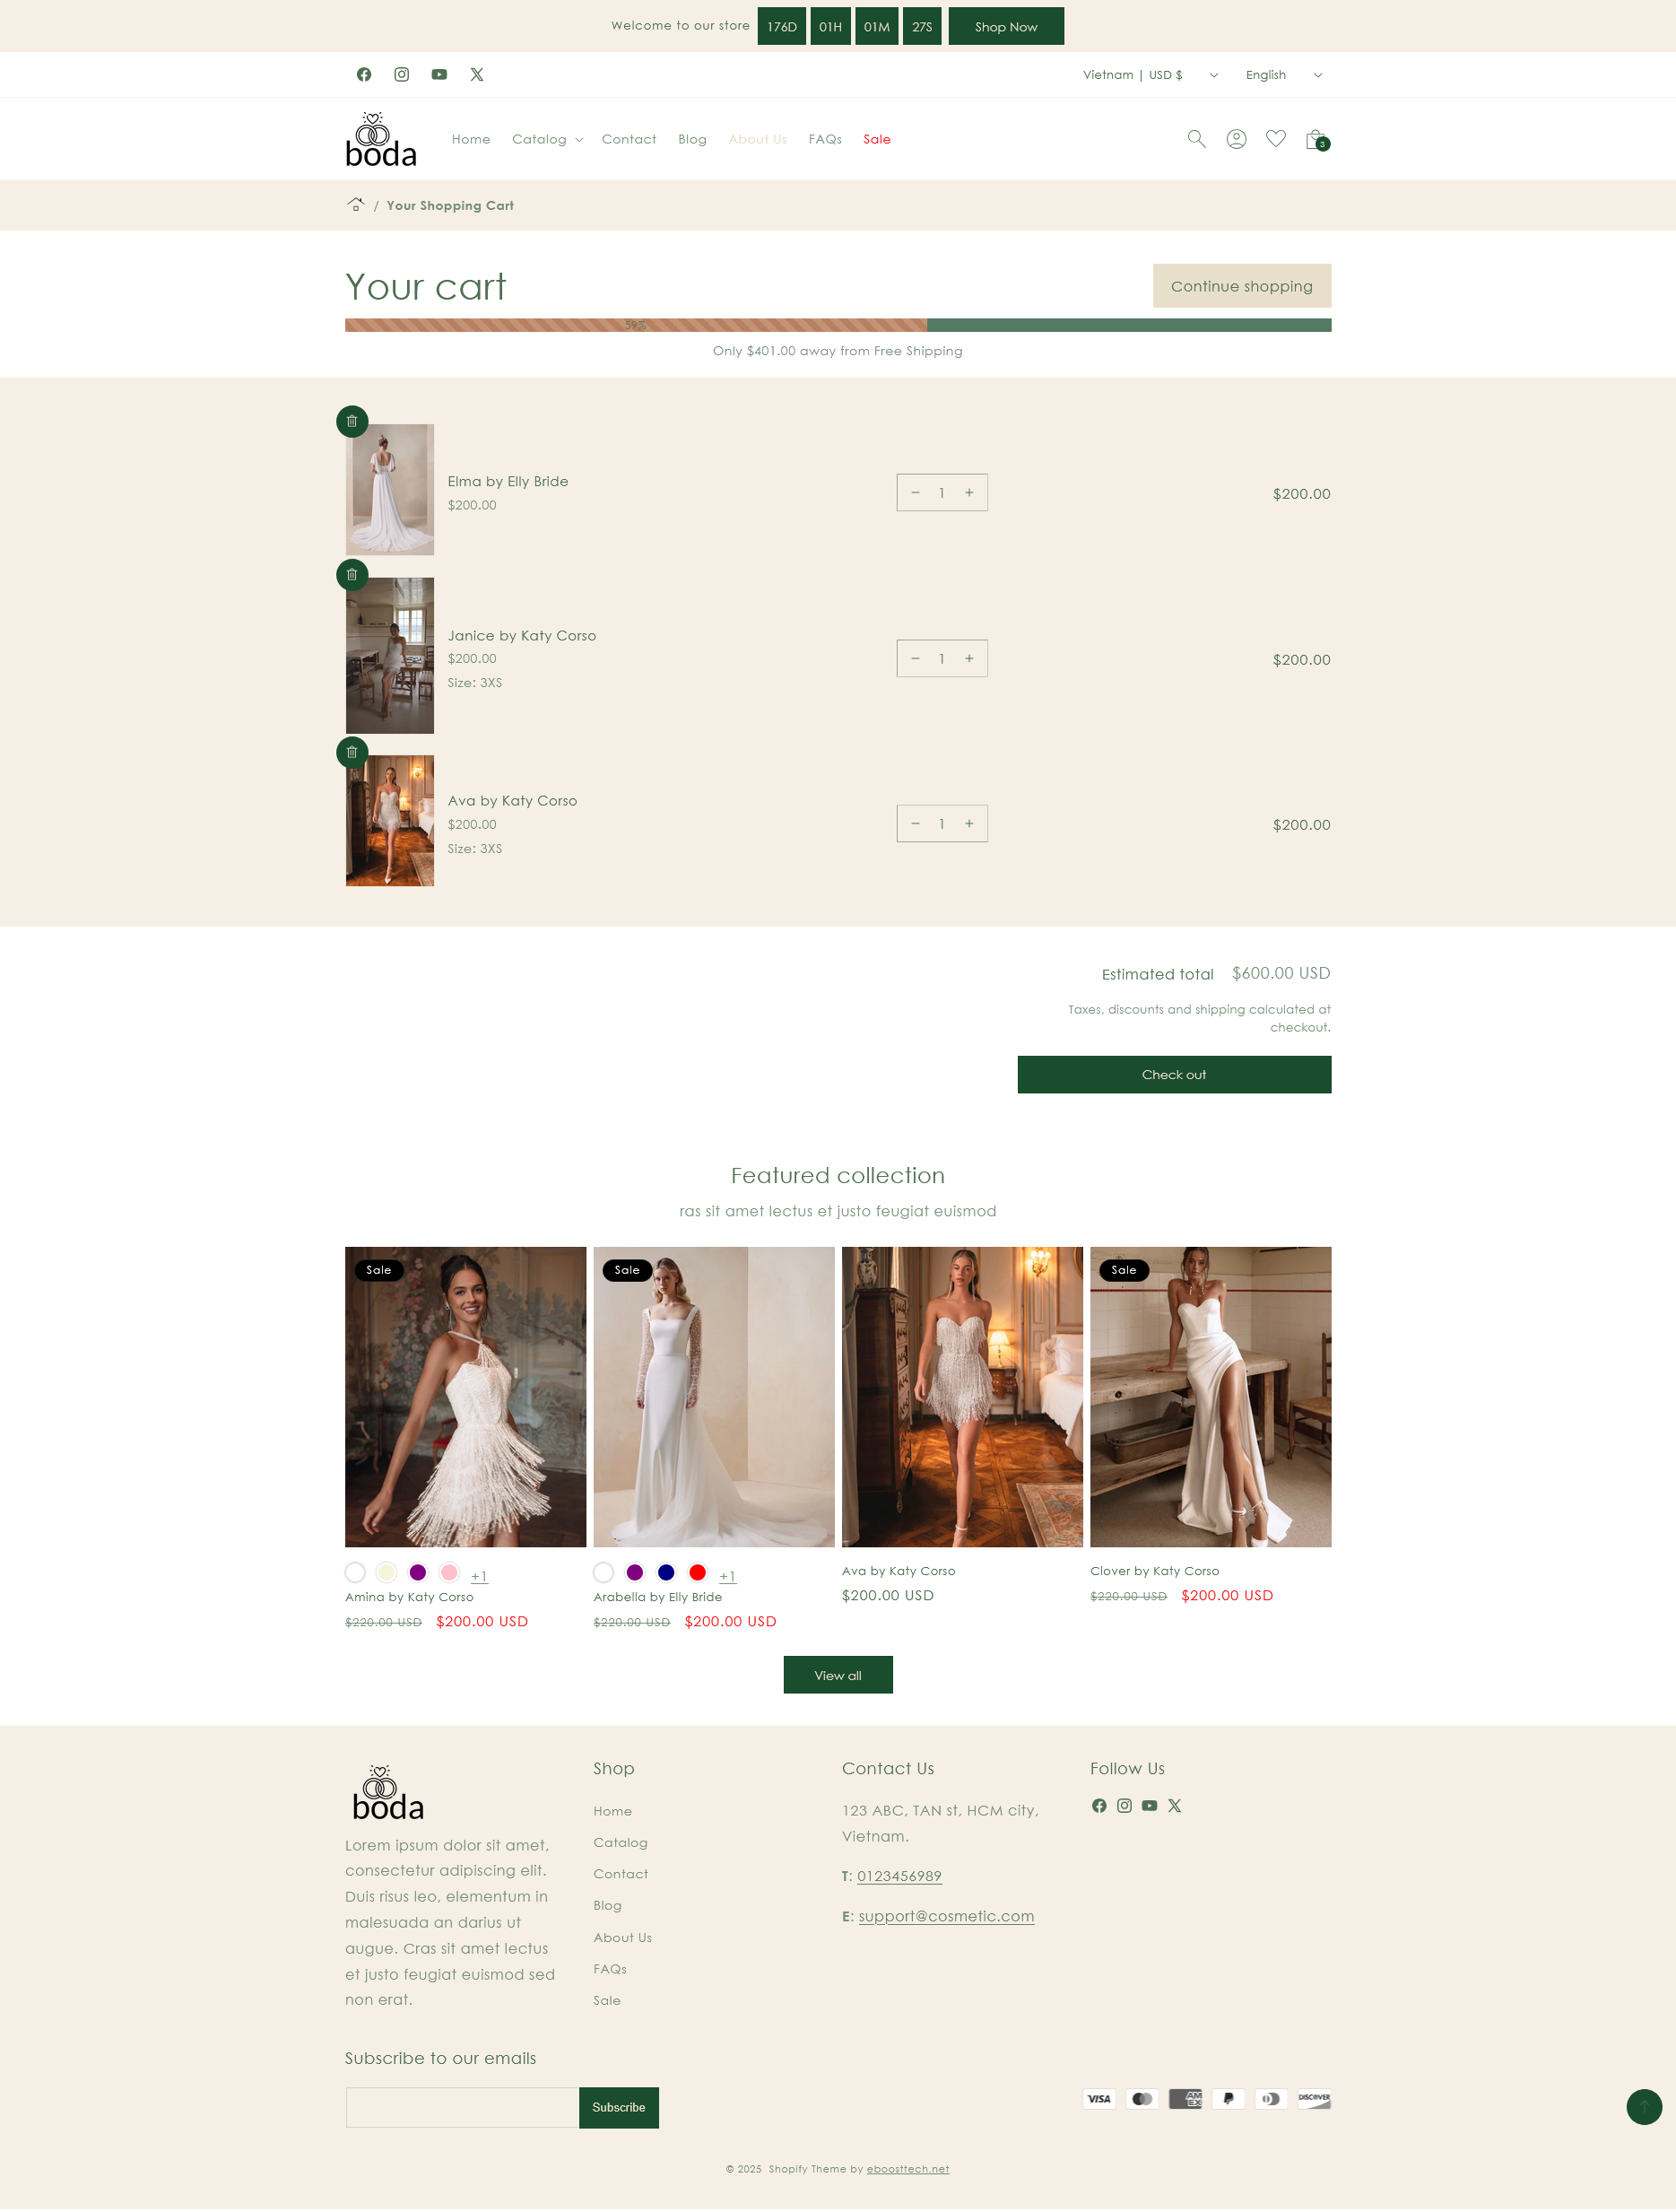 Welcome to our store 176D 01H 01M 27S Shop Now
Vietnam | USD $ English
boda
Home Catalog Contact Blog About Us FAQs Sale
3
/ Your Shopping Cart
Your cart
Continue shopping
59%
Only $401.00 away from Free Shipping
Elma by Elly Bride
$200.00
− 1 +
$200.00
Janice by Katy Corso
$200.00
Size: 3XS
− 1 +
$200.00
Ava by Katy Corso
$200.00
Size: 3XS
− 1 +
$200.00
Estimated total $600.00 USD
Taxes, discounts and shipping calculated at
checkout.
Check out
Featured collection
ras sit amet lectus et justo feugiat euismod
Sale
+1
Amina by Katy Corso
$220.00 USD $200.00 USD
Sale
+1
Arabella by Elly Bride
$220.00 USD $200.00 USD
Ava by Katy Corso
$200.00 USD
Sale
Clover by Katy Corso
$220.00 USD $200.00 USD
View all
boda
Lorem ipsum dolor sit amet,
consectetur adipiscing elit.
Duis risus leo, elementum in
malesuada an darius ut
augue. Cras sit amet lectus
et justo feugiat euismod sed
non erat.
Shop
Home
Catalog
Contact
Blog
About Us
FAQs
Sale
Contact Us
123 ABC, TAN st, HCM city,
Vietnam.
T: 0123456989
E: support@cosmetic.com
Follow Us
Subscribe to our emails
Subscribe
VISA AMEX DISCOVER
© 2025 Shopify Theme by eboosttech.net